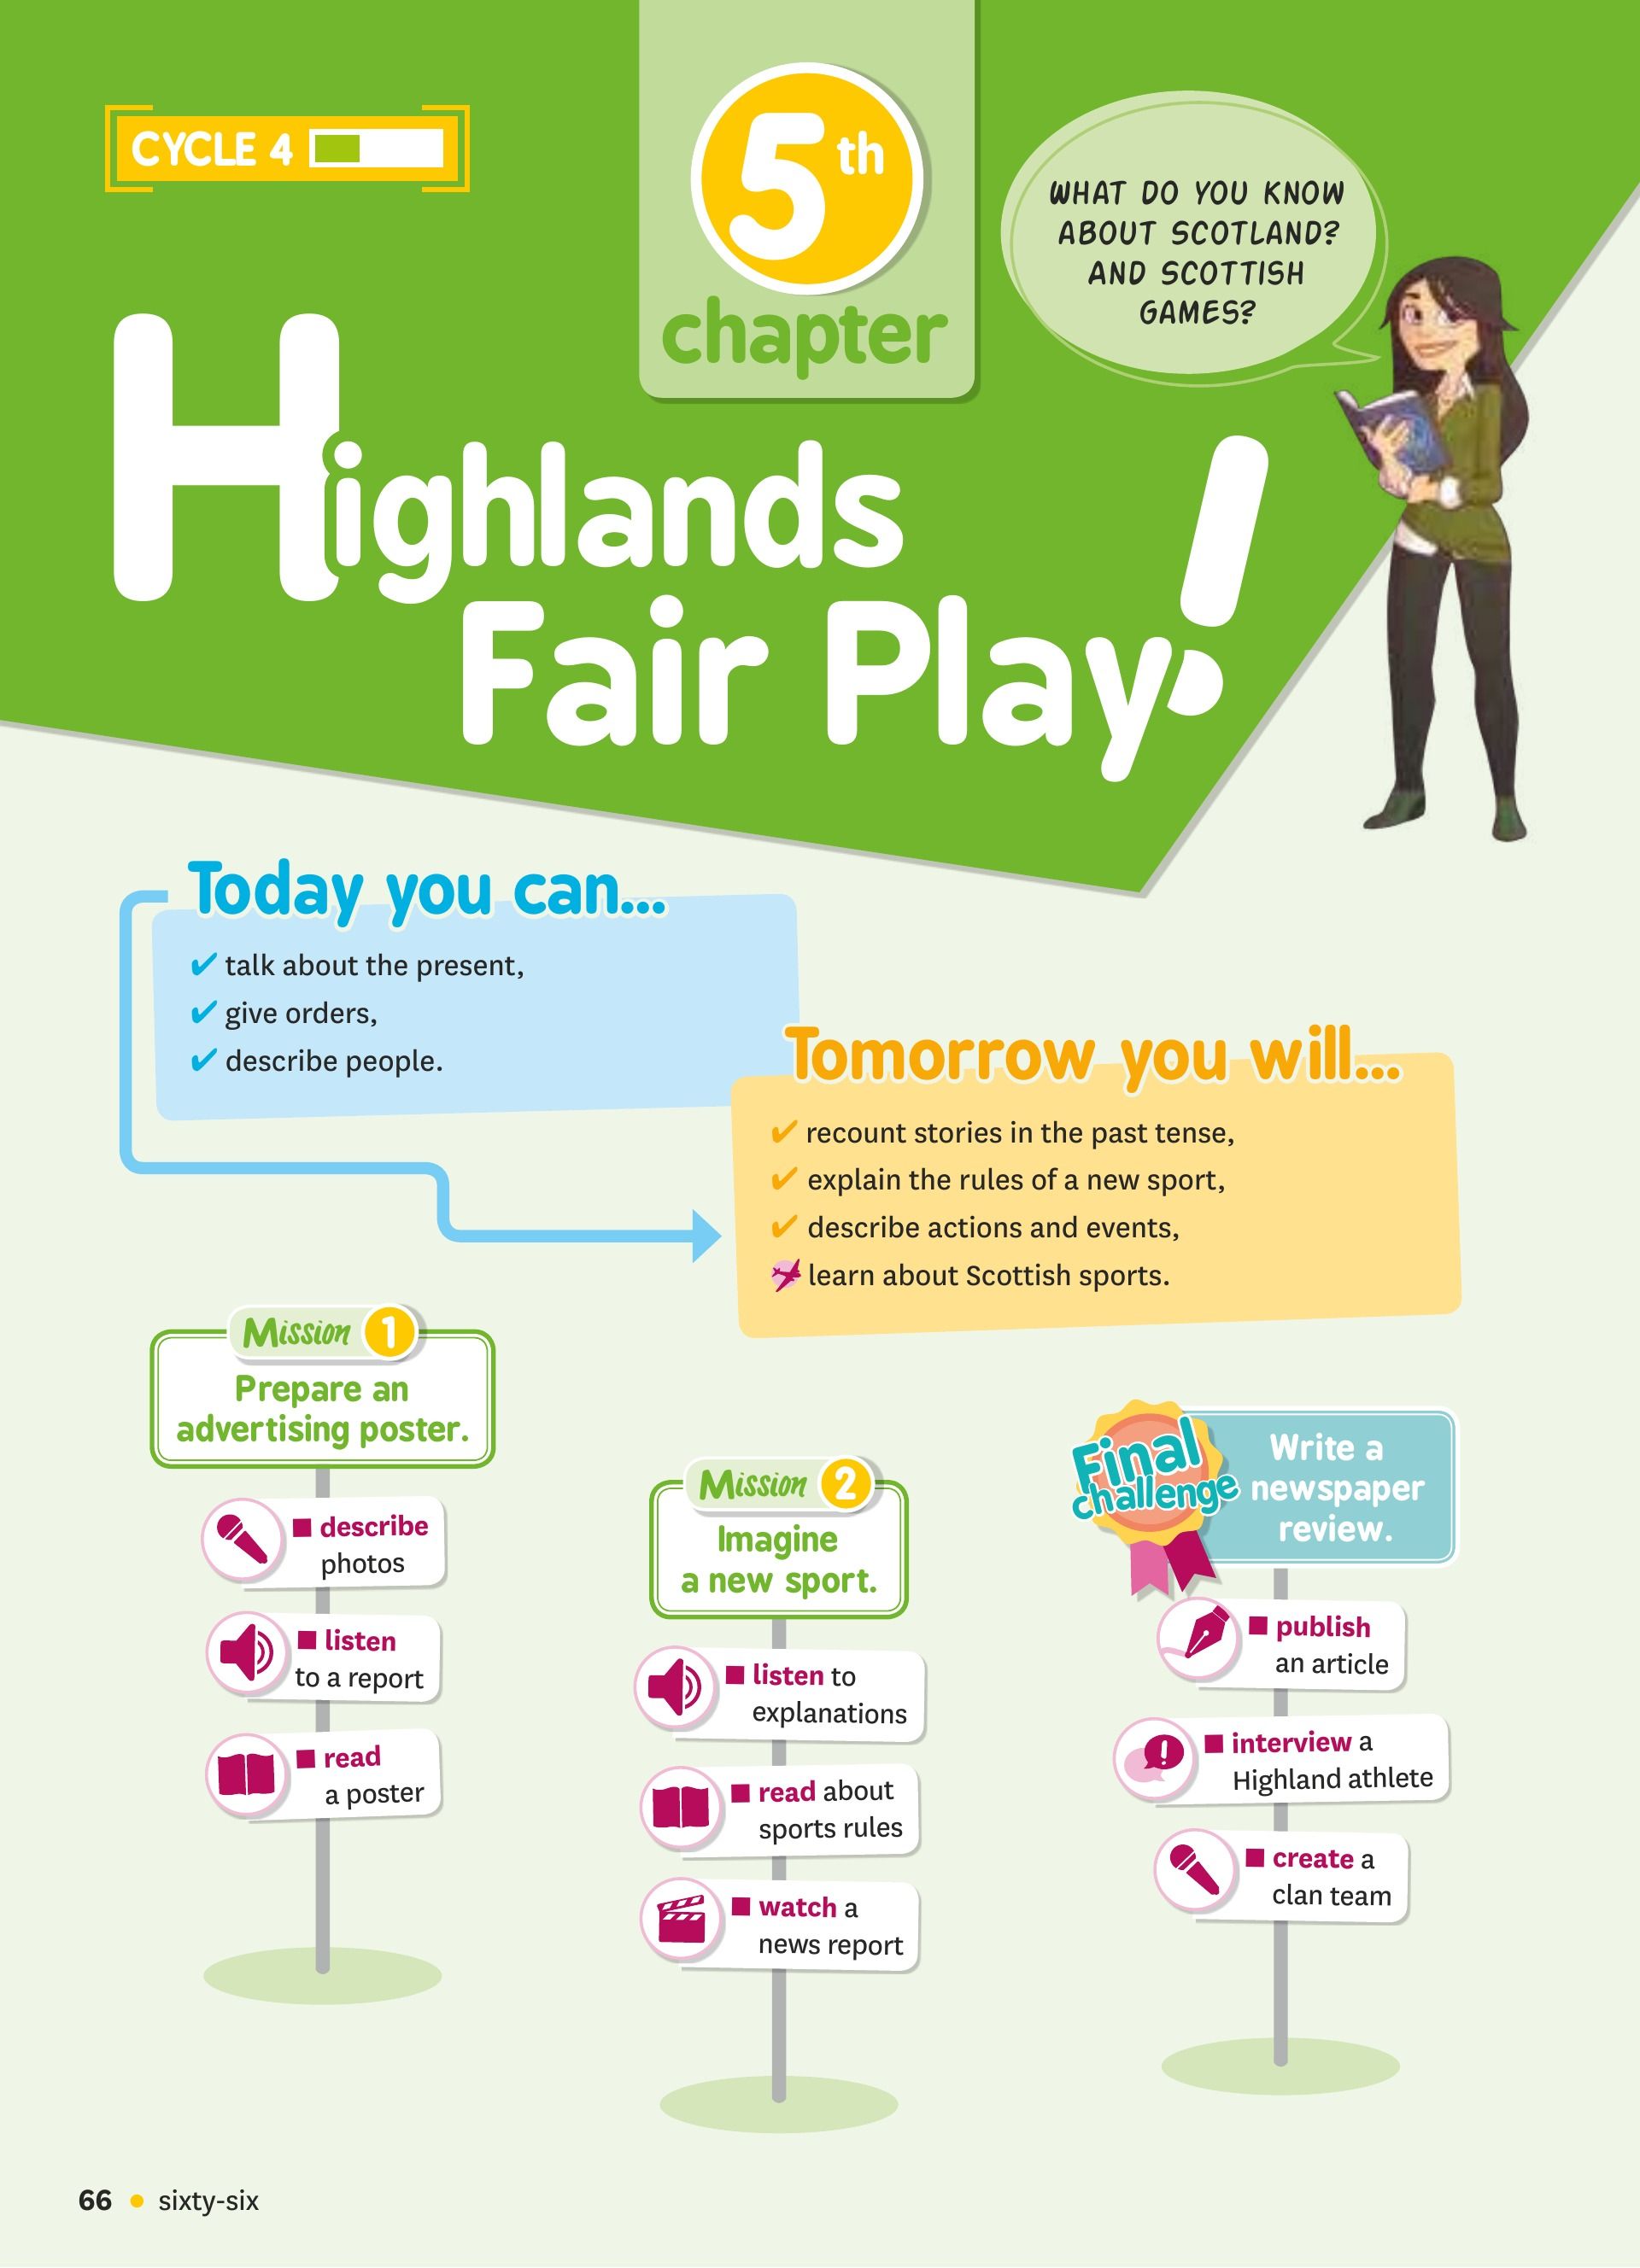 CYCLE 4
5th
chapter
WHAT DO YOU KNOW
ABOUT SCOTLAND?
AND SCOTTISH
GAMES?
Highlands
Fair Play!
Today you can...
✔ talk about the present,
✔ give orders,
✔ describe people.
Tomorrow you will...
✔ recount stories in the past tense,
✔ explain the rules of a new sport,
✔ describe actions and events,
learn about Scottish sports.
Mission 1
Prepare an
advertising poster.
■ describe
photos
■ listen
to a report
■ read
a poster
Mission 2
Imagine
a new sport.
■ listen to
explanations
■ read about
sports rules
■ watch a
news report
Final
challenge
Write a
newspaper
review.
■ publish
an article
■ interview a
Highland athlete
■ create a
clan team
66 • sixty-six